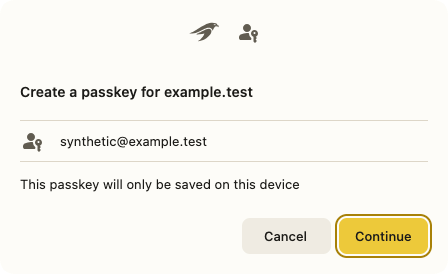 Create a passkey for example.test
synthetic@example.test
This passkey will only be saved on this device
Cancel
Continue